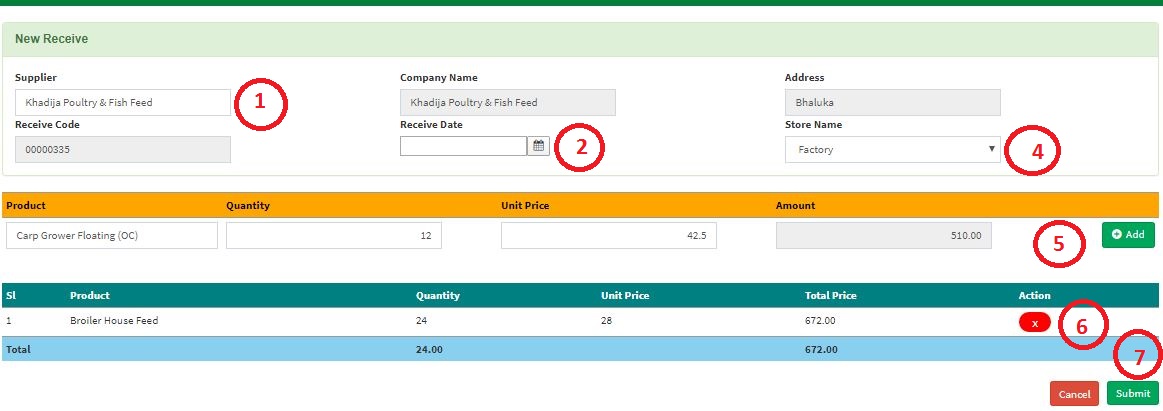 New Receive
Supplier Company Name Address
Khadija Poultry & Fish Feed 1 Khadija Poultry & Fish Feed Bhaluka
Receive Code Receive Date Store Name
00000335 2 Factory 4
Product Quantity Unit Price Amount
Carp Grower Floating (OC) 12 42.5 510.00 5 Add
Sl Product Quantity Unit Price Total Price Action
1 Broiler House Feed 24 28 672.00 x 6
Total 24.00 672.00 7
Cancel Submit